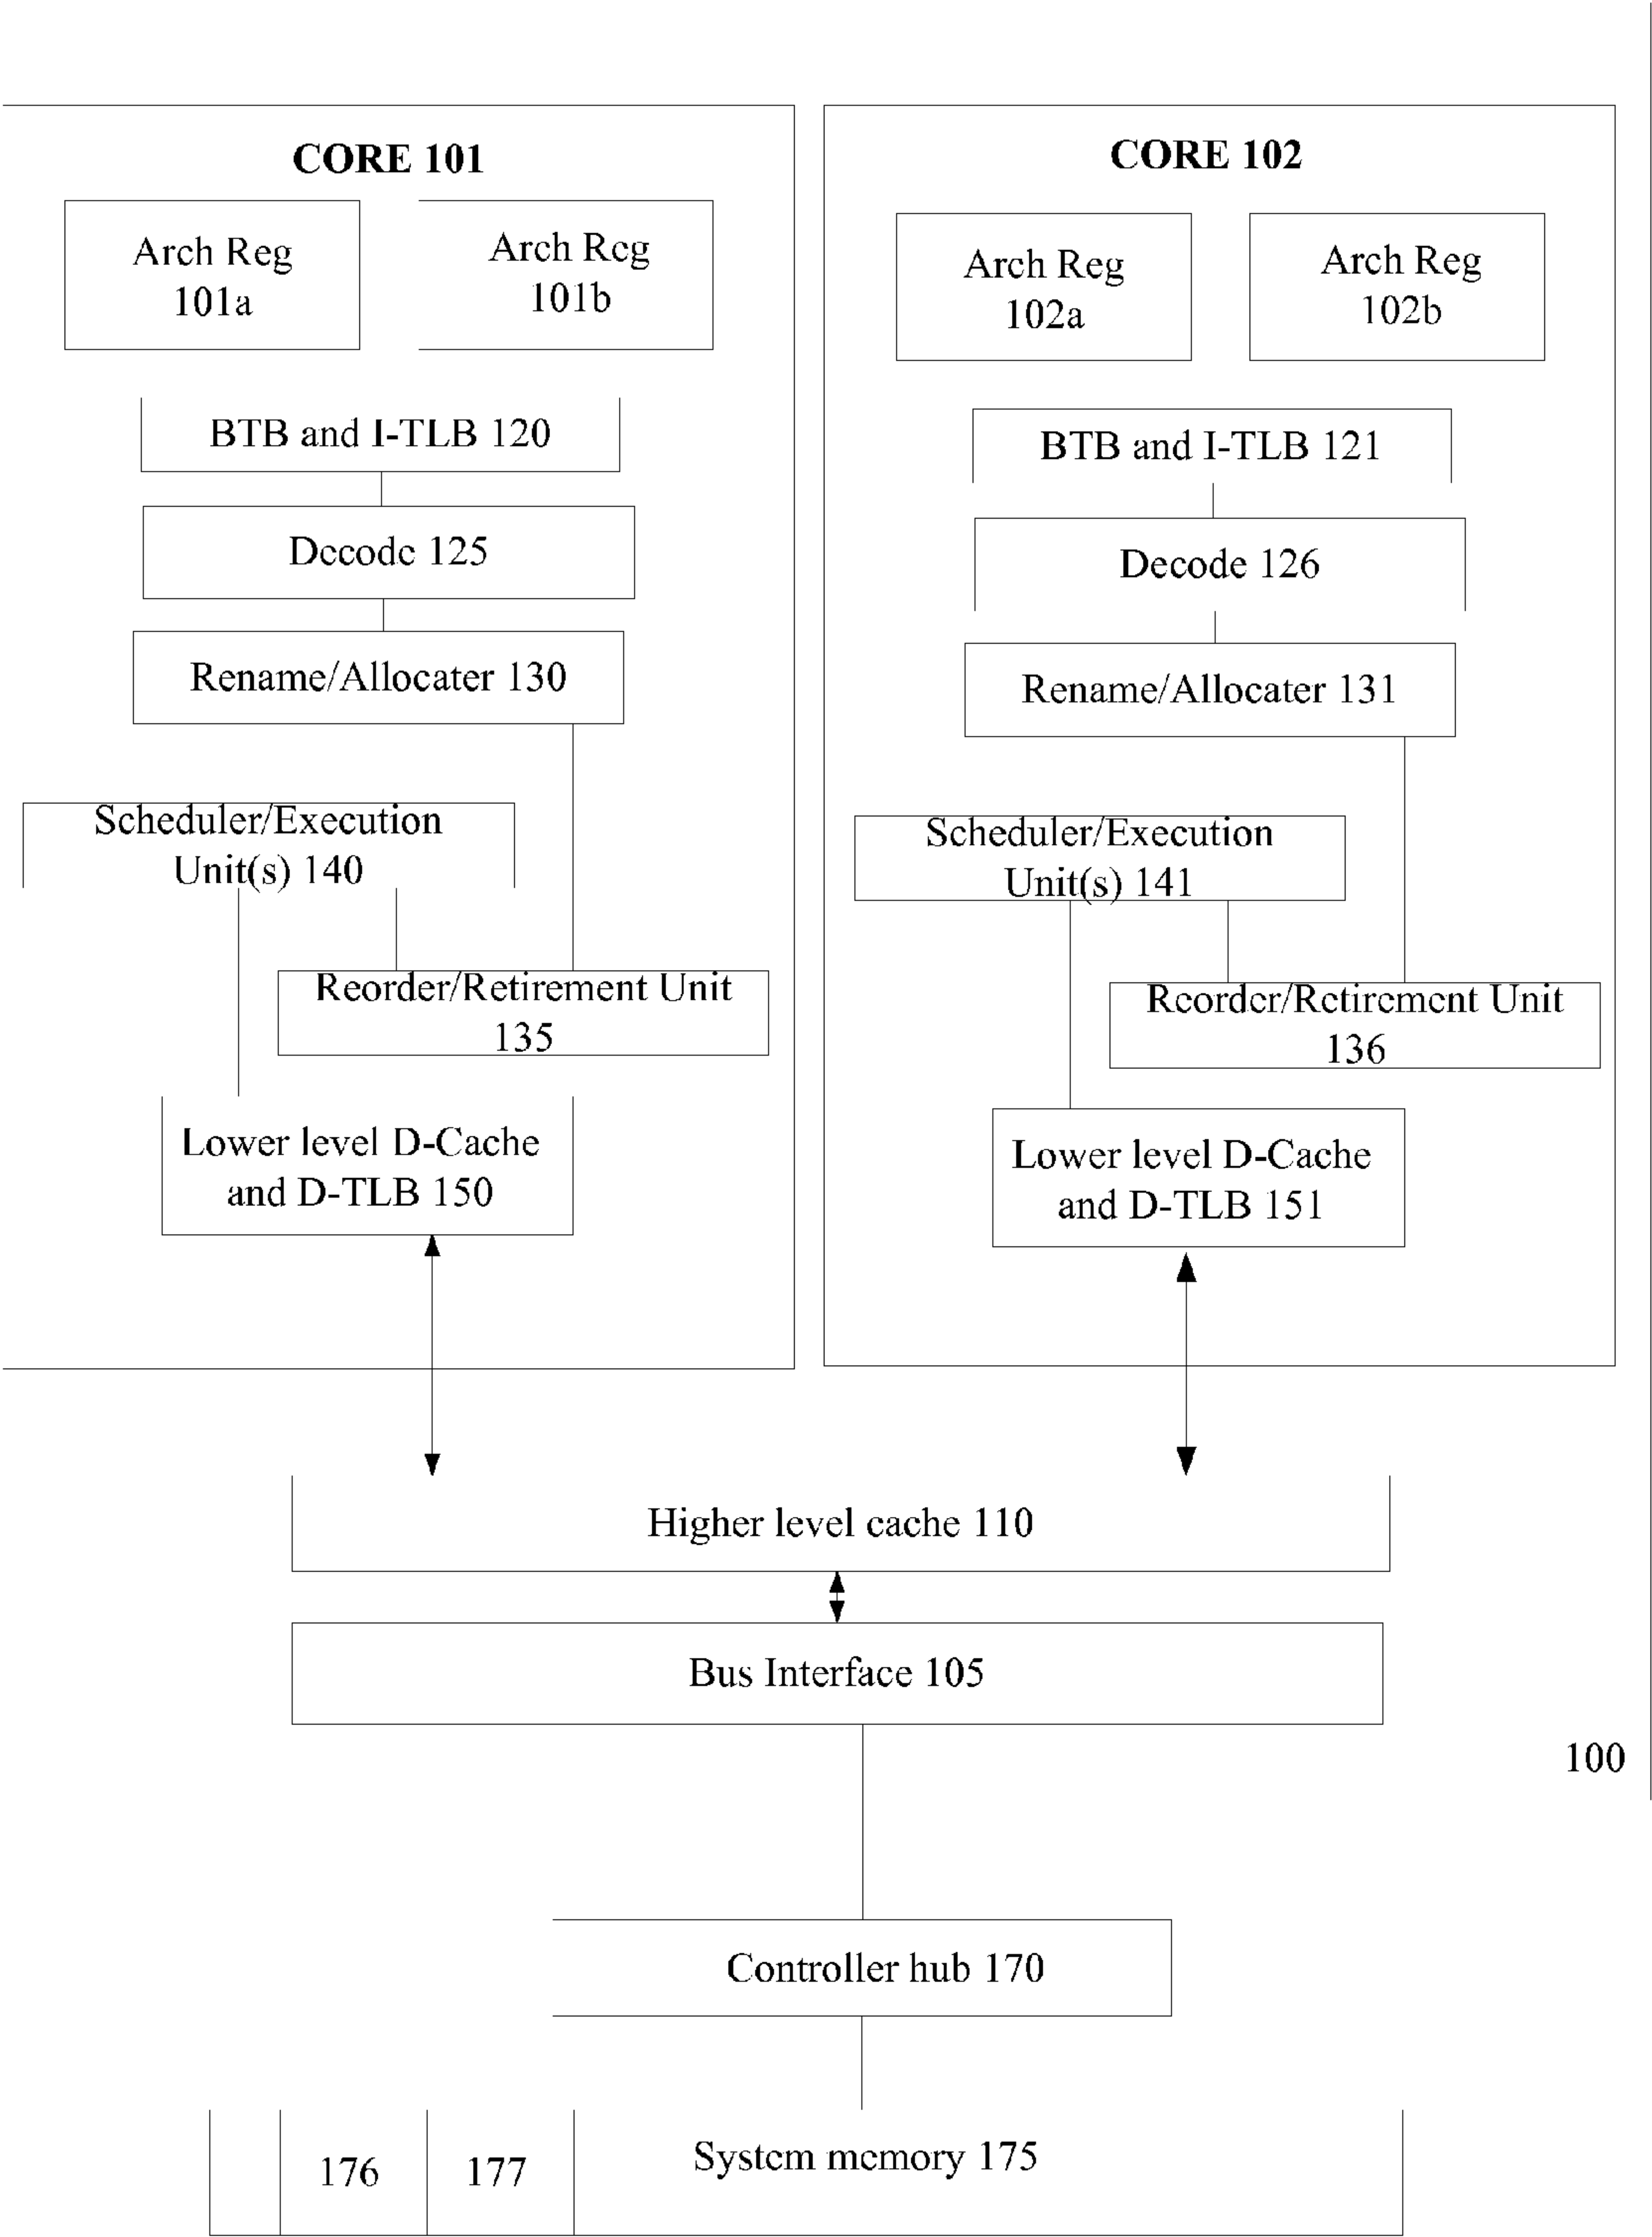 CORE 101
Arch Reg
101a
Arch Reg
101b
BTB and I-TLB 120
Decode 125
Rename/Allocater 130
Scheduler/Execution
Unit(s) 140
Reorder/Retirement Unit
135
Lower level D-Cache
and D-TLB 150
CORE 102
Arch Reg
102a
Arch Reg
102b
BTB and I-TLB 121
Decode 126
Rename/Allocater 131
Scheduler/Execution
Unit(s) 141
Reorder/Retirement Unit
136
Lower level D-Cache
and D-TLB 151
Higher level cache 110
Bus Interface 105
100
Controller hub 170
176
177
System memory 175